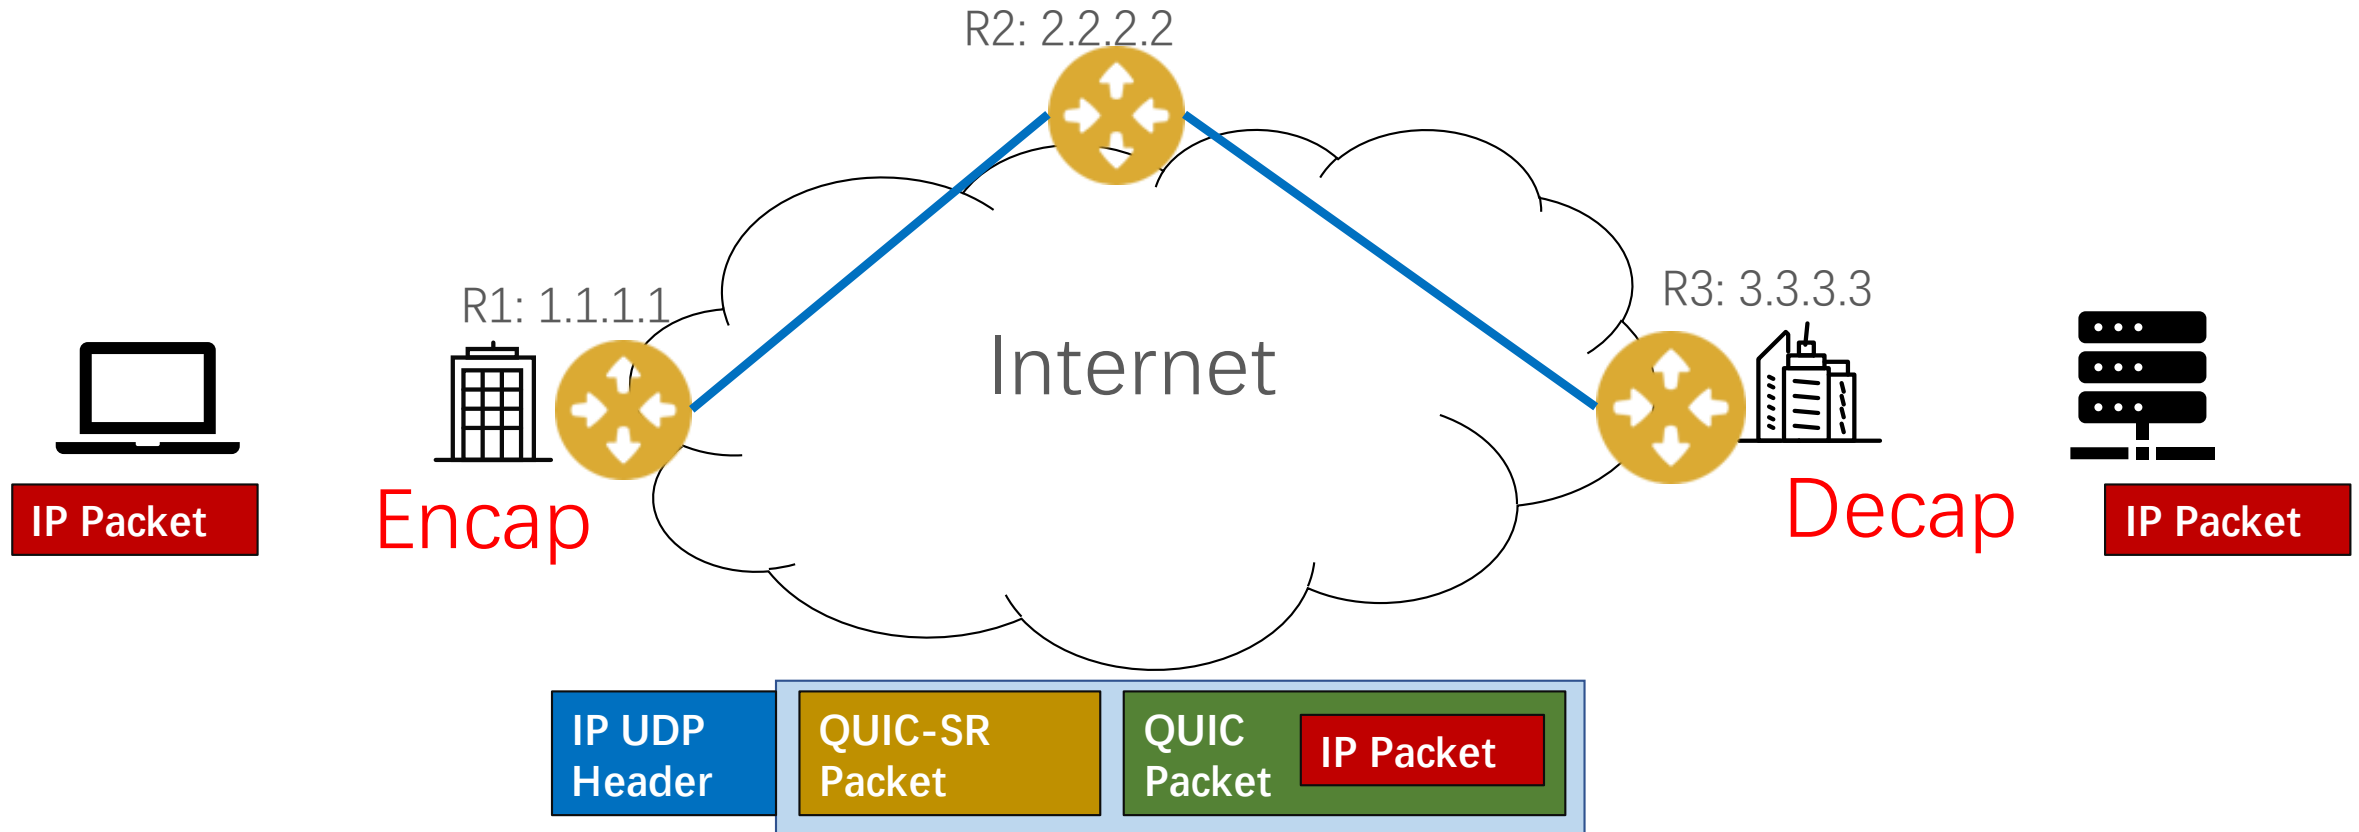 R2: 2.2.2.2
R1: 1.1.1.1
R3: 3.3.3.3
Internet
IP Packet
Encap
Decap
IP Packet
IP UDP
Header
QUIC-SR
Packet
QUIC
Packet
IP Packet